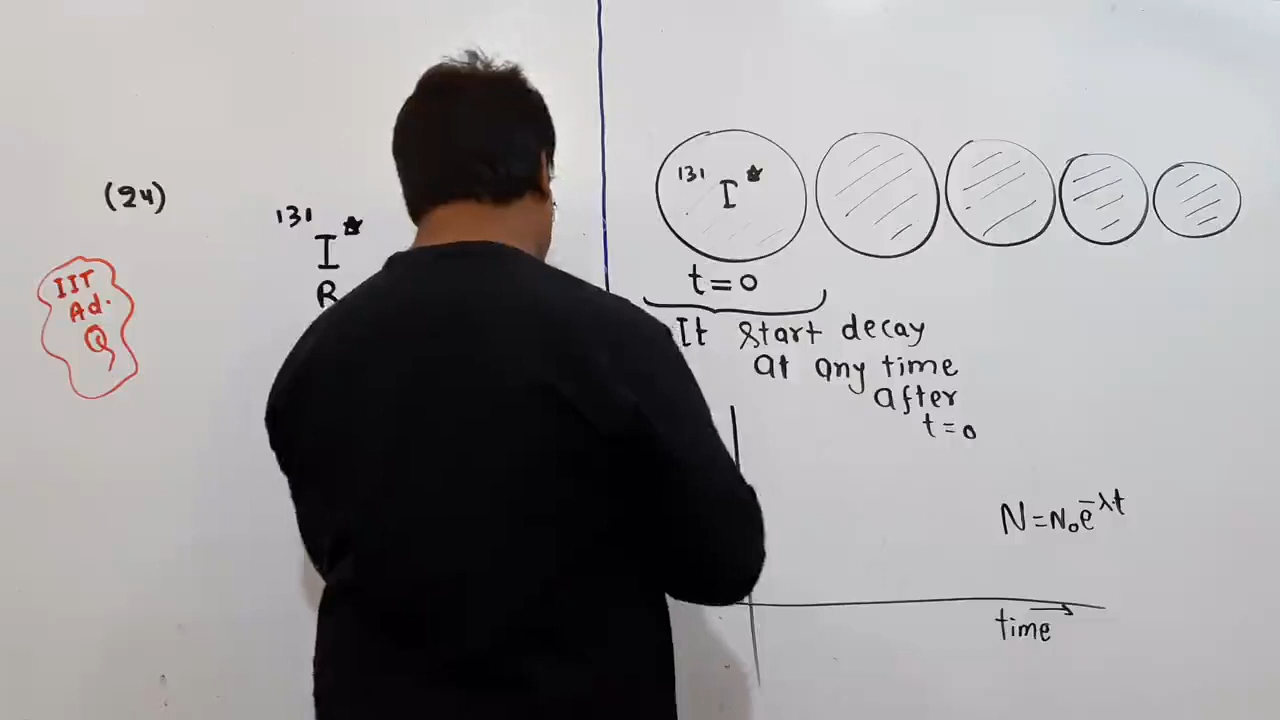 (24)
IIT
Ad.
Q
131
I*
R
131
I*
t=0
It start decay
at any time
after
t=0
N=N₀e^-λt
time